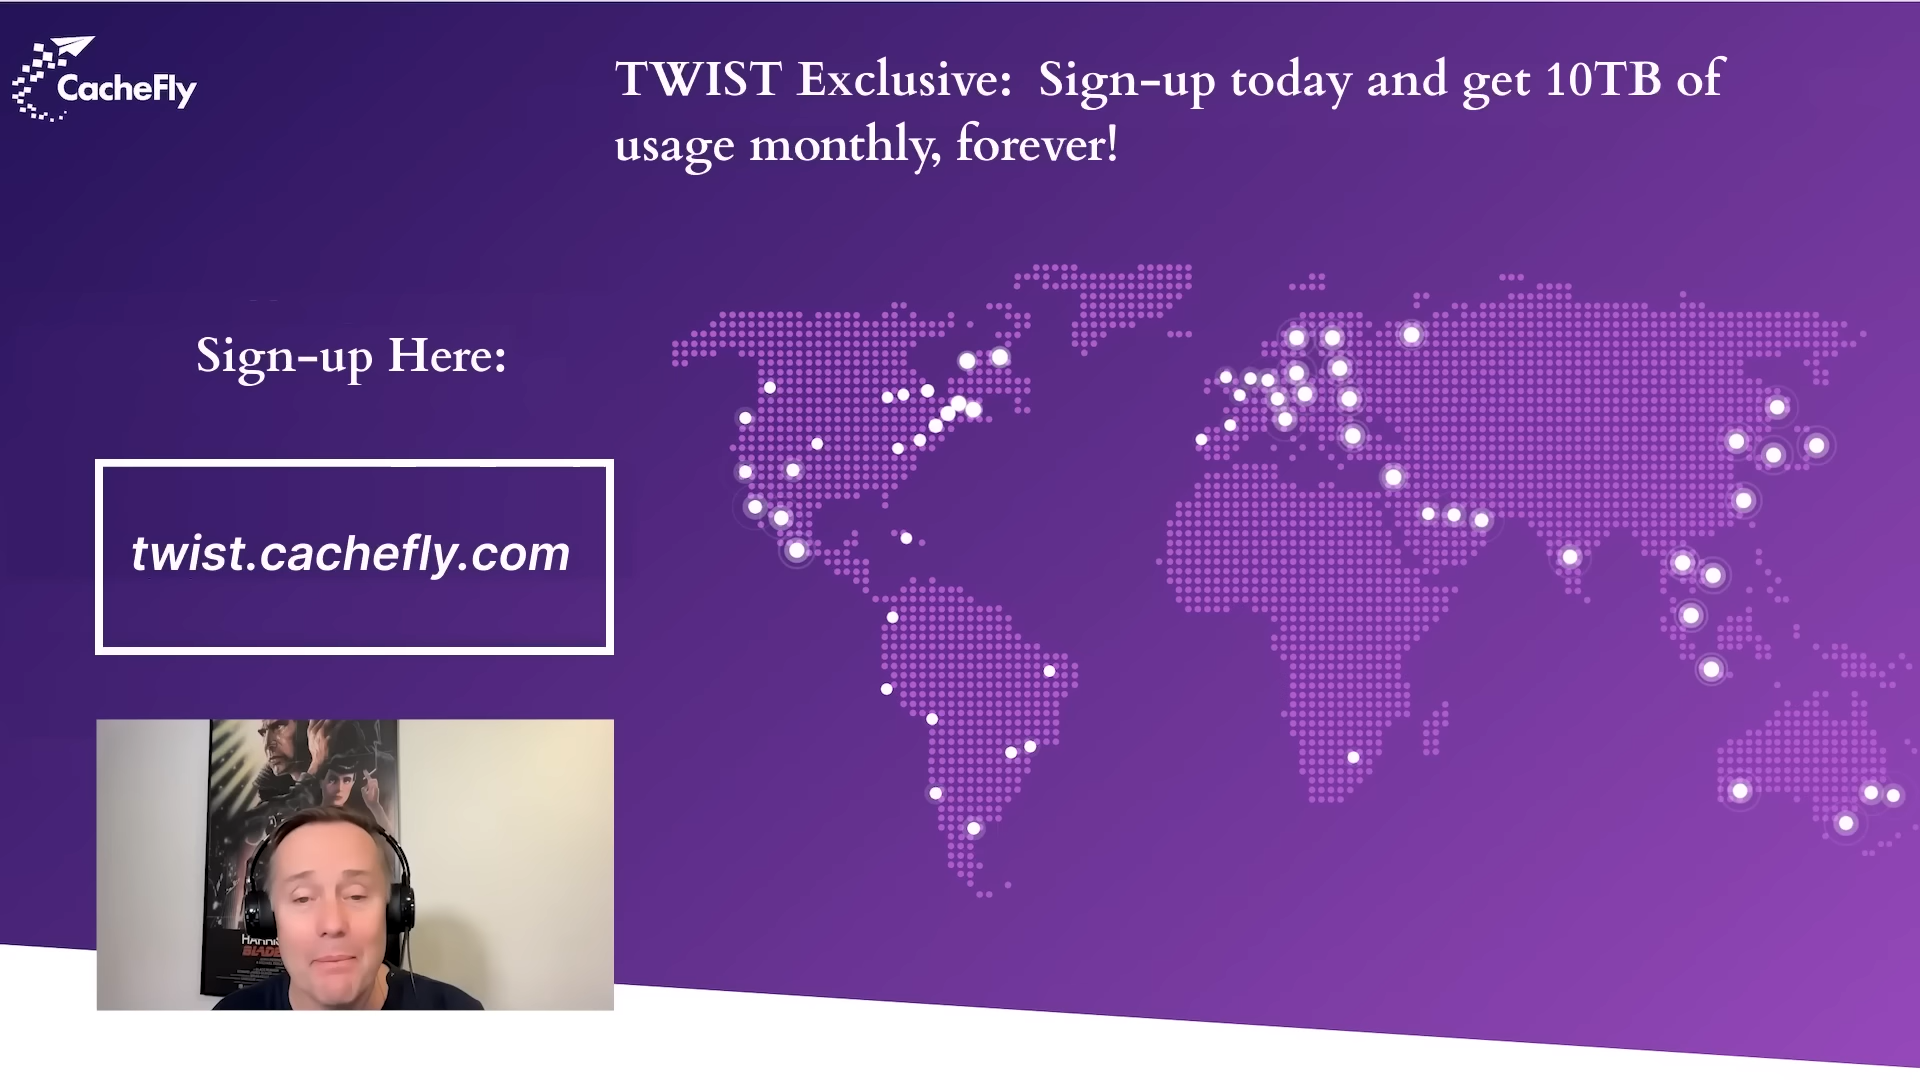 CacheFly
TWIST Exclusive:  Sign-up today and get 10TB of
usage monthly, forever!
Sign-up Here:
twist.cachefly.com